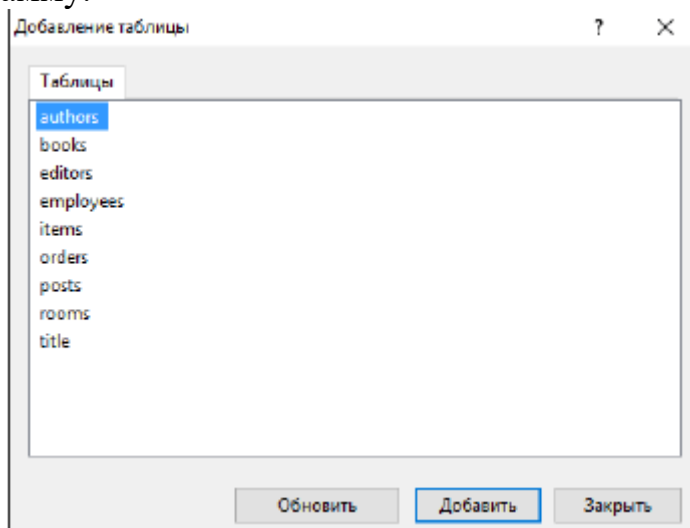 Добавление таблицы ? ×
Таблицы
authors
books
editors
employees
items
orders
posts
rooms
title
Обновить Добавить Закрыть